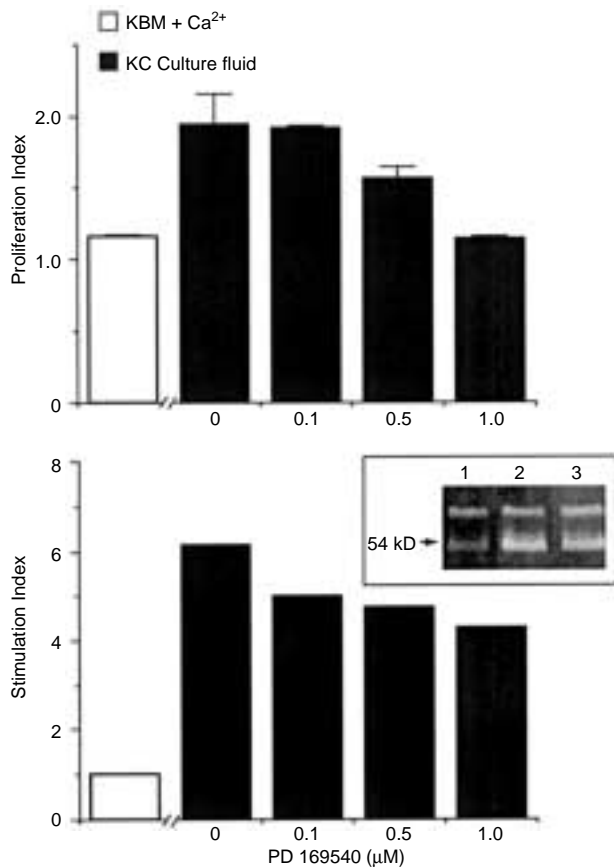 KBM + Ca²⁺
KC Culture fluid
Proliferation Index
2.0
1.0
0
0 0.1 0.5 1.0
Stimulation Index
8
6
4
2
0
1 2 3
54 kD
0 0.1 0.5 1.0
PD 169540 (μM)